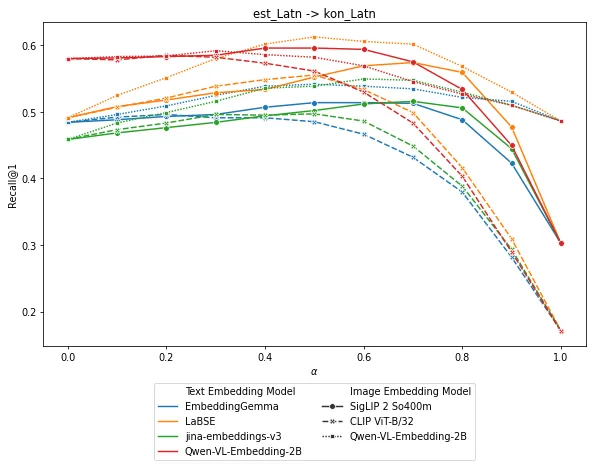 est_Latn -> kon_Latn
Recall@1
0.6
0.5
0.4
0.3
0.2
0.0
0.2
0.4
0.6
0.8
1.0
α
Text Embedding Model
EmbeddingGemma
LaBSE
jina-embeddings-v3
Qwen-VL-Embedding-2B
Image Embedding Model
SigLIP 2 So400m
CLIP ViT-B/32
Qwen-VL-Embedding-2B